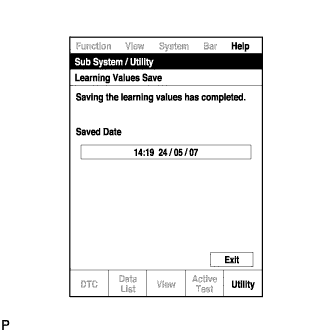 Function View System Bar Help
Sub System / Utility
Learning Values Save
Saving the learning values has completed.
Saved Date
14:19 24 / 05 / 07
Exit
DTC Data List View Active Test Utility
P